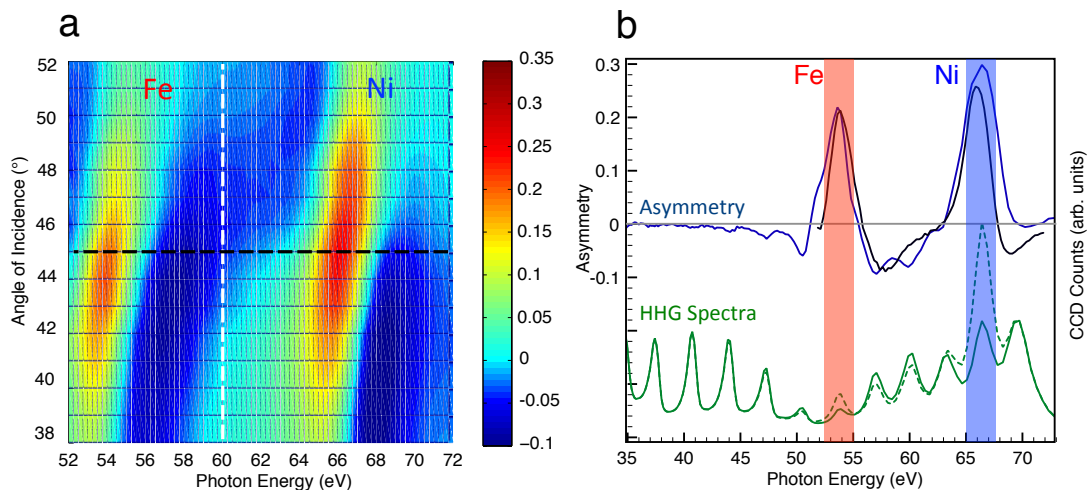 a
Fe
Ni
52
50
48
46
44
42
40
38
Angle of Incidence (°)
52 54 56 58 60 62 64 66 68 70 72
Photon Energy (eV)
0.35
0.3
0.25
0.2
0.15
0.1
0.05
0
−0.05
−0.1
b
Fe
Ni
0.3
0.2
0.1
0
-0.1
Asymmetry
Asymmetry
HHG Spectra
CCD Counts (arb. units)
35 40 45 50 55 60 65 70
Photon Energy (eV)